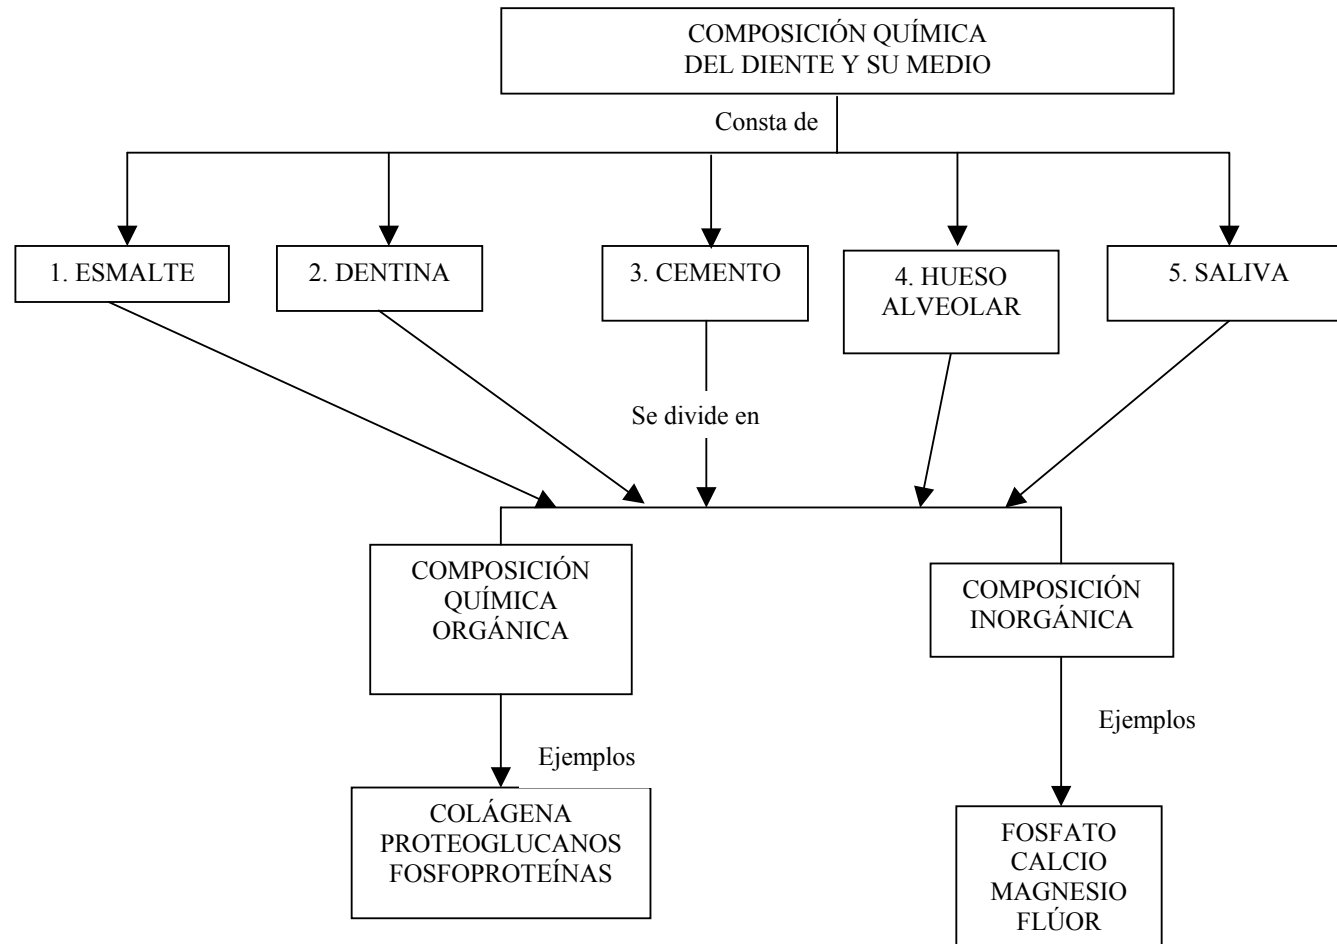 COMPOSICIÓN QUÍMICA
DEL DIENTE Y SU MEDIO
Consta de
1. ESMALTE
2. DENTINA
3. CEMENTO
4. HUESO
ALVEOLAR
5. SALIVA
Se divide en
COMPOSICIÓN
QUÍMICA
ORGÁNICA
COMPOSICIÓN
INORGÁNICA
Ejemplos
Ejemplos
COLÁGENA
PROTEOGLUCANOS
FOSFOPROTEÍNAS
FOSFATO
CALCIO
MAGNESIO
FLÚOR